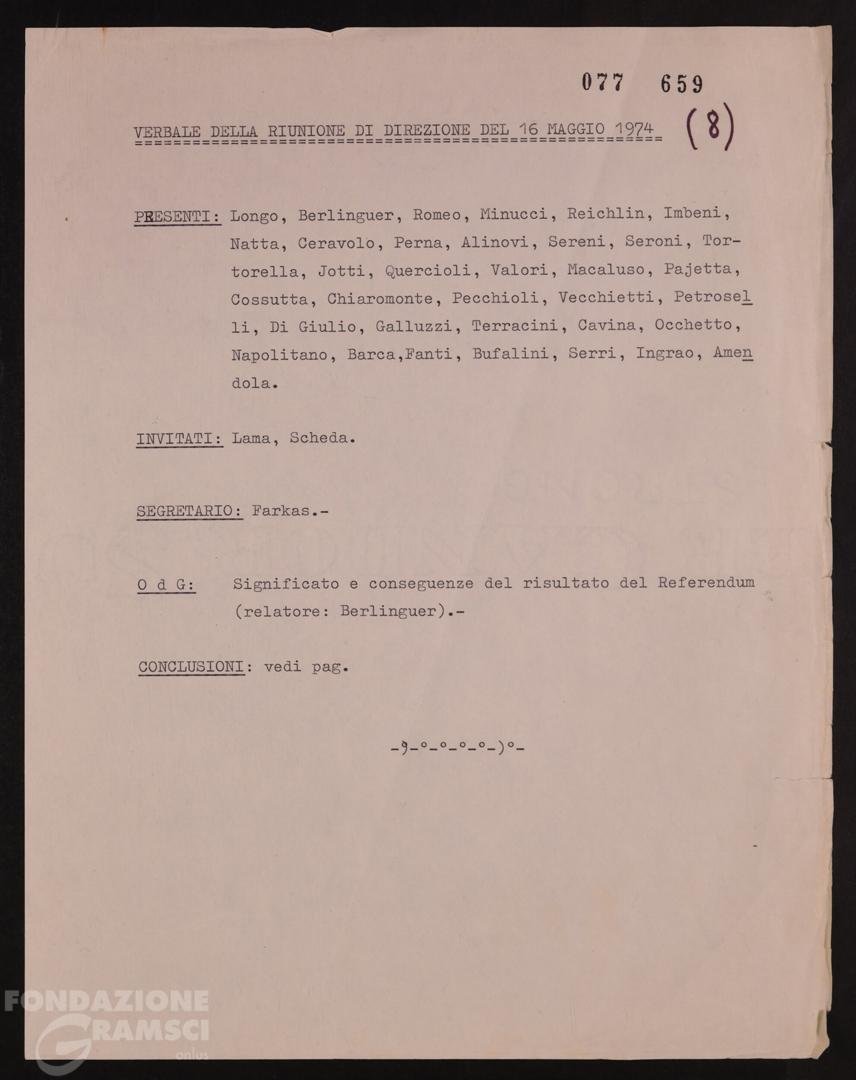 077 659
VERBALE DELLA RIUNIONE DI DIREZIONE DEL 16 MAGGIO 1974 (8)
PRESENTI: Longo, Berlinguer, Romeo, Minucci, Reichlin, Imbeni,
Natta, Ceravolo, Perna, Alinovi, Sereni, Seroni, Tor-
torella, Jotti, Quercioli, Valori, Macaluso, Pajetta,
Cossutta, Chiaromonte, Pecchioli, Vecchietti, Petrosel
li, Di Giulio, Galluzzi, Terracini, Cavina, Occhetto,
Napolitano, Barca,Fanti, Bufalini, Serri, Ingrao, Amen
dola.
INVITATI: Lama, Scheda.
SEGRETARIO: Farkas.-
O d G: Significato e conseguenze del risultato del Referendum
(relatore: Berlinguer).-
CONCLUSIONI: vedi pag.
-9-°-°-°-°-)°-
FONDAZIONE
GRAMSCI
onlus